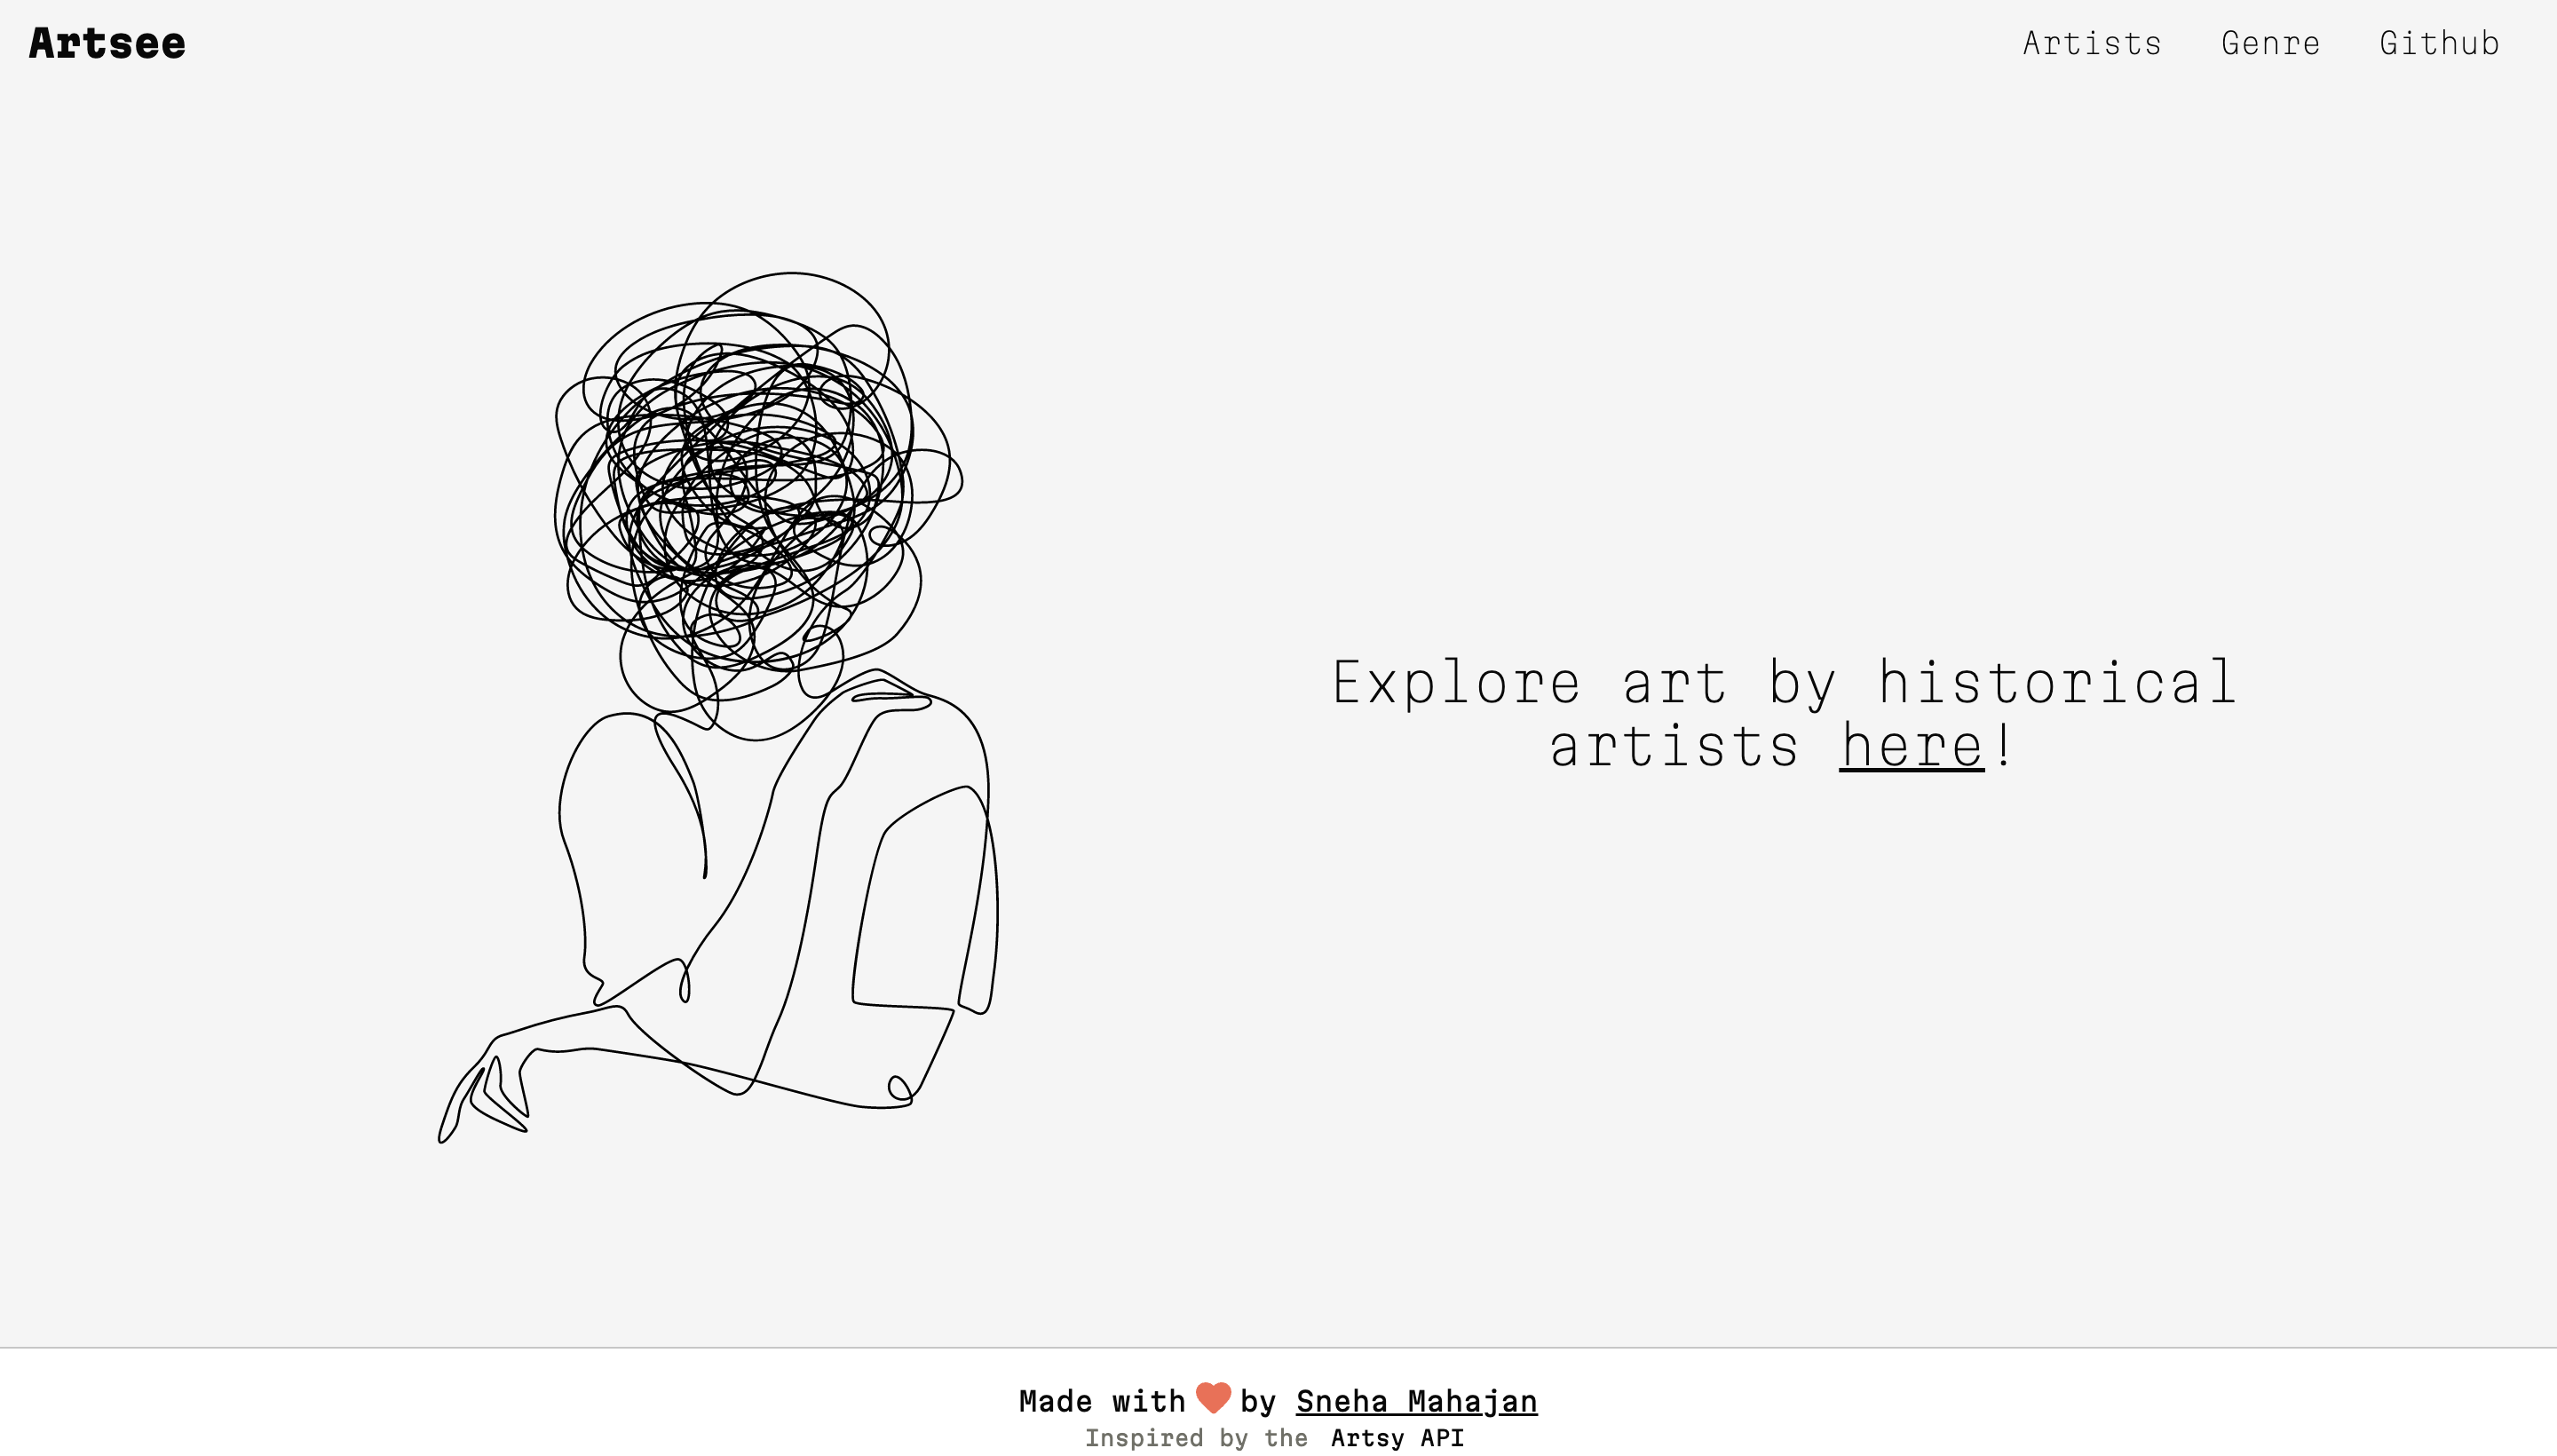 Artsee
Artists Genre Github
Explore art by historical
artists here!
Made with by Sneha Mahajan
Inspired by the Artsy API